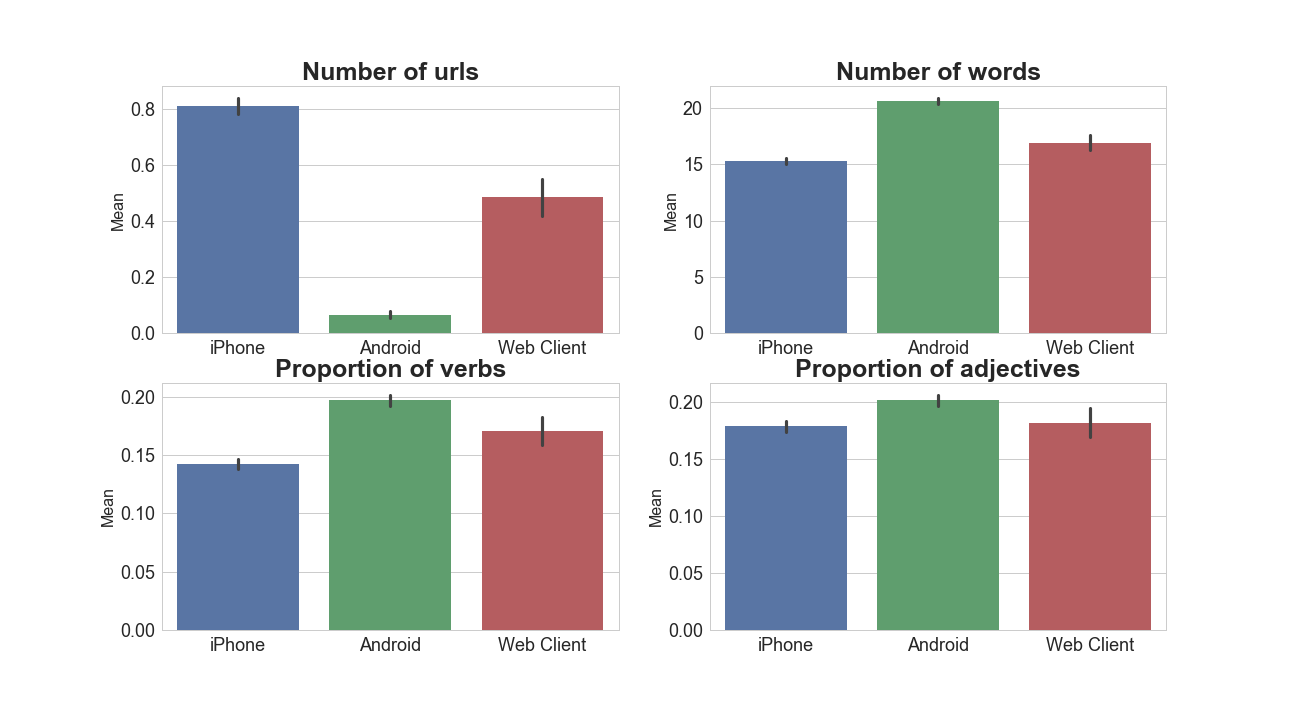 Number of urls
Mean
0.8
0.6
0.4
0.2
0.0
iPhone Android Web Client
Number of words
Mean
20
15
10
5
0
iPhone Android Web Client
Proportion of verbs
Mean
0.20
0.15
0.10
0.05
0.00
iPhone Android Web Client
Proportion of adjectives
Mean
0.20
0.15
0.10
0.05
0.00
iPhone Android Web Client